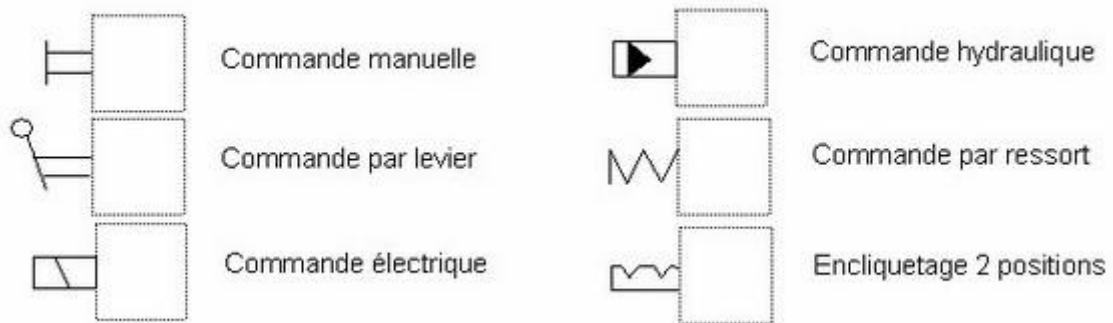 Commande manuelle
Commande hydraulique
Commande par levier
Commande par ressort
Commande électrique
Encliquetage 2 positions